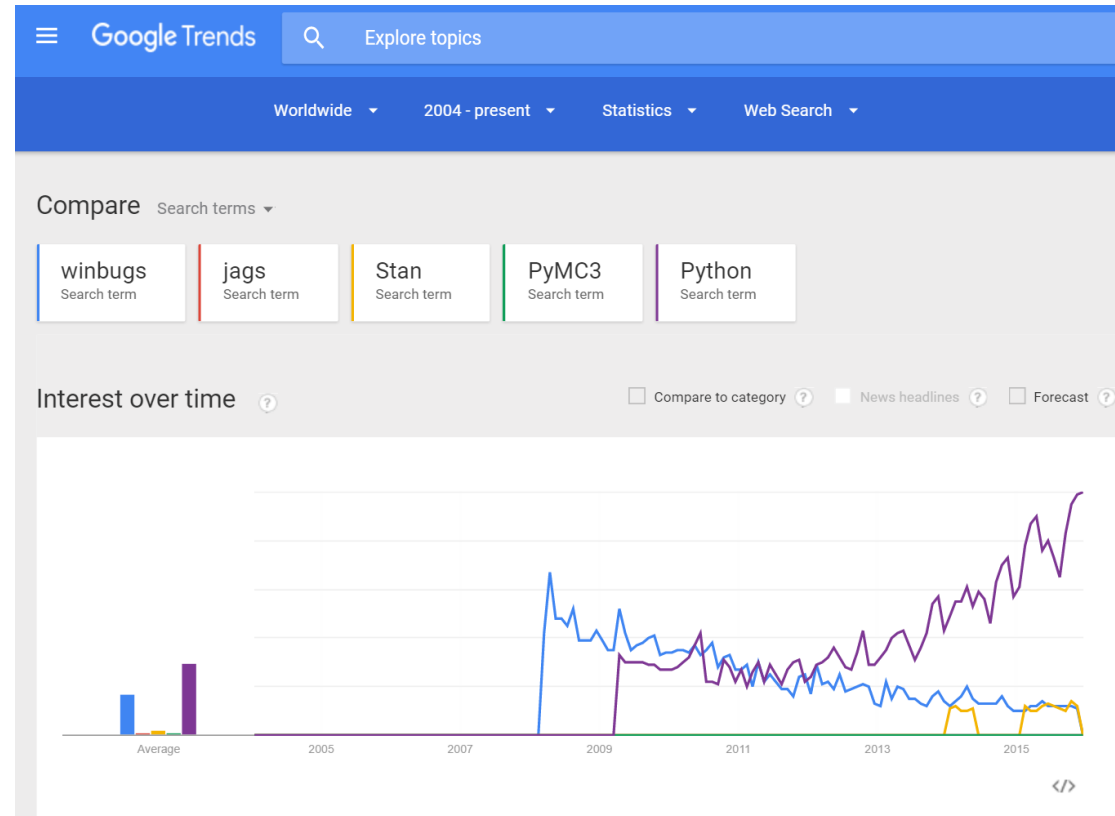 Google Trends Explore topics
Worldwide 2004 - present Statistics Web Search
Compare Search terms
winbugs jags Stan PyMC3 Python
Search term Search term Search term Search term Search term
Interest over time ? Compare to category ? News headlines ? Forecast ?
Average 2005 2007 2009 2011 2013 2015
</>